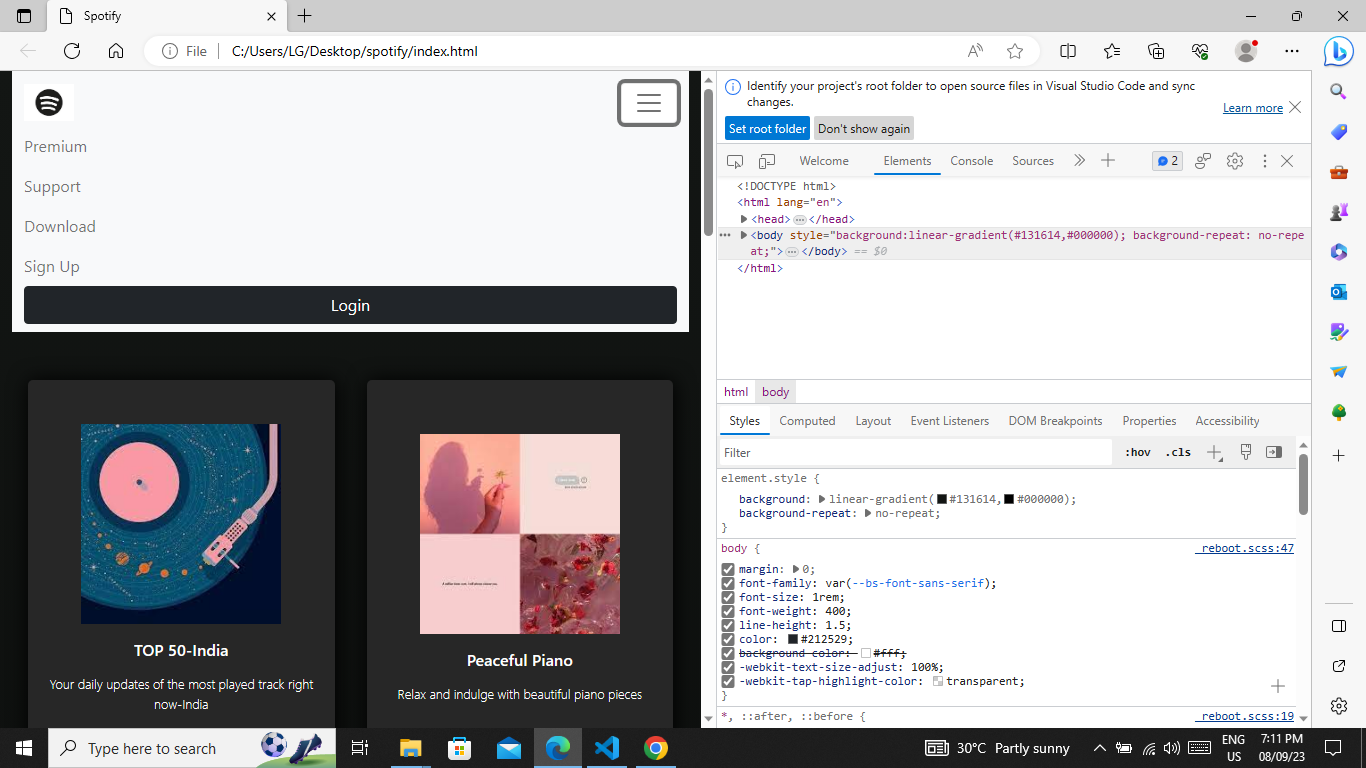 Spotify
File
C:/Users/LG/Desktop/spotify/index.html
Premium
Support
Download
Sign Up
Login
TOP 50-India
Your daily updates of the most played track right
now-India
Peaceful Piano
Relax and indulge with beautiful piano pieces
Identify your project's root folder to open source files in Visual Studio Code and sync
changes.
Learn more
Set root folder
Don't show again
Welcome
Elements
Console
Sources
2
<!DOCTYPE html>
<html lang="en">
<head> … </head>
<body style="background:linear-gradient(#131614,#000000); background-repeat: no-repe
at;"> … </body> == $0
</html>
html
body
Styles
Computed
Layout
Event Listeners
DOM Breakpoints
Properties
Accessibility
Filter
:hov
.cls
element.style {
background: linear-gradient(#131614,#000000);
background-repeat: no-repeat;
}
body {
_reboot.scss:47
margin: 0;
font-family: var(--bs-font-sans-serif);
font-size: 1rem;
font-weight: 400;
line-height: 1.5;
color: #212529;
background-color: #fff;
-webkit-text-size-adjust: 100%;
-webkit-tap-highlight-color: transparent;
}
*, ::after, ::before {
_reboot.scss:19
Type here to search
30°C Partly sunny
ENG
US
7:11 PM
08/09/23